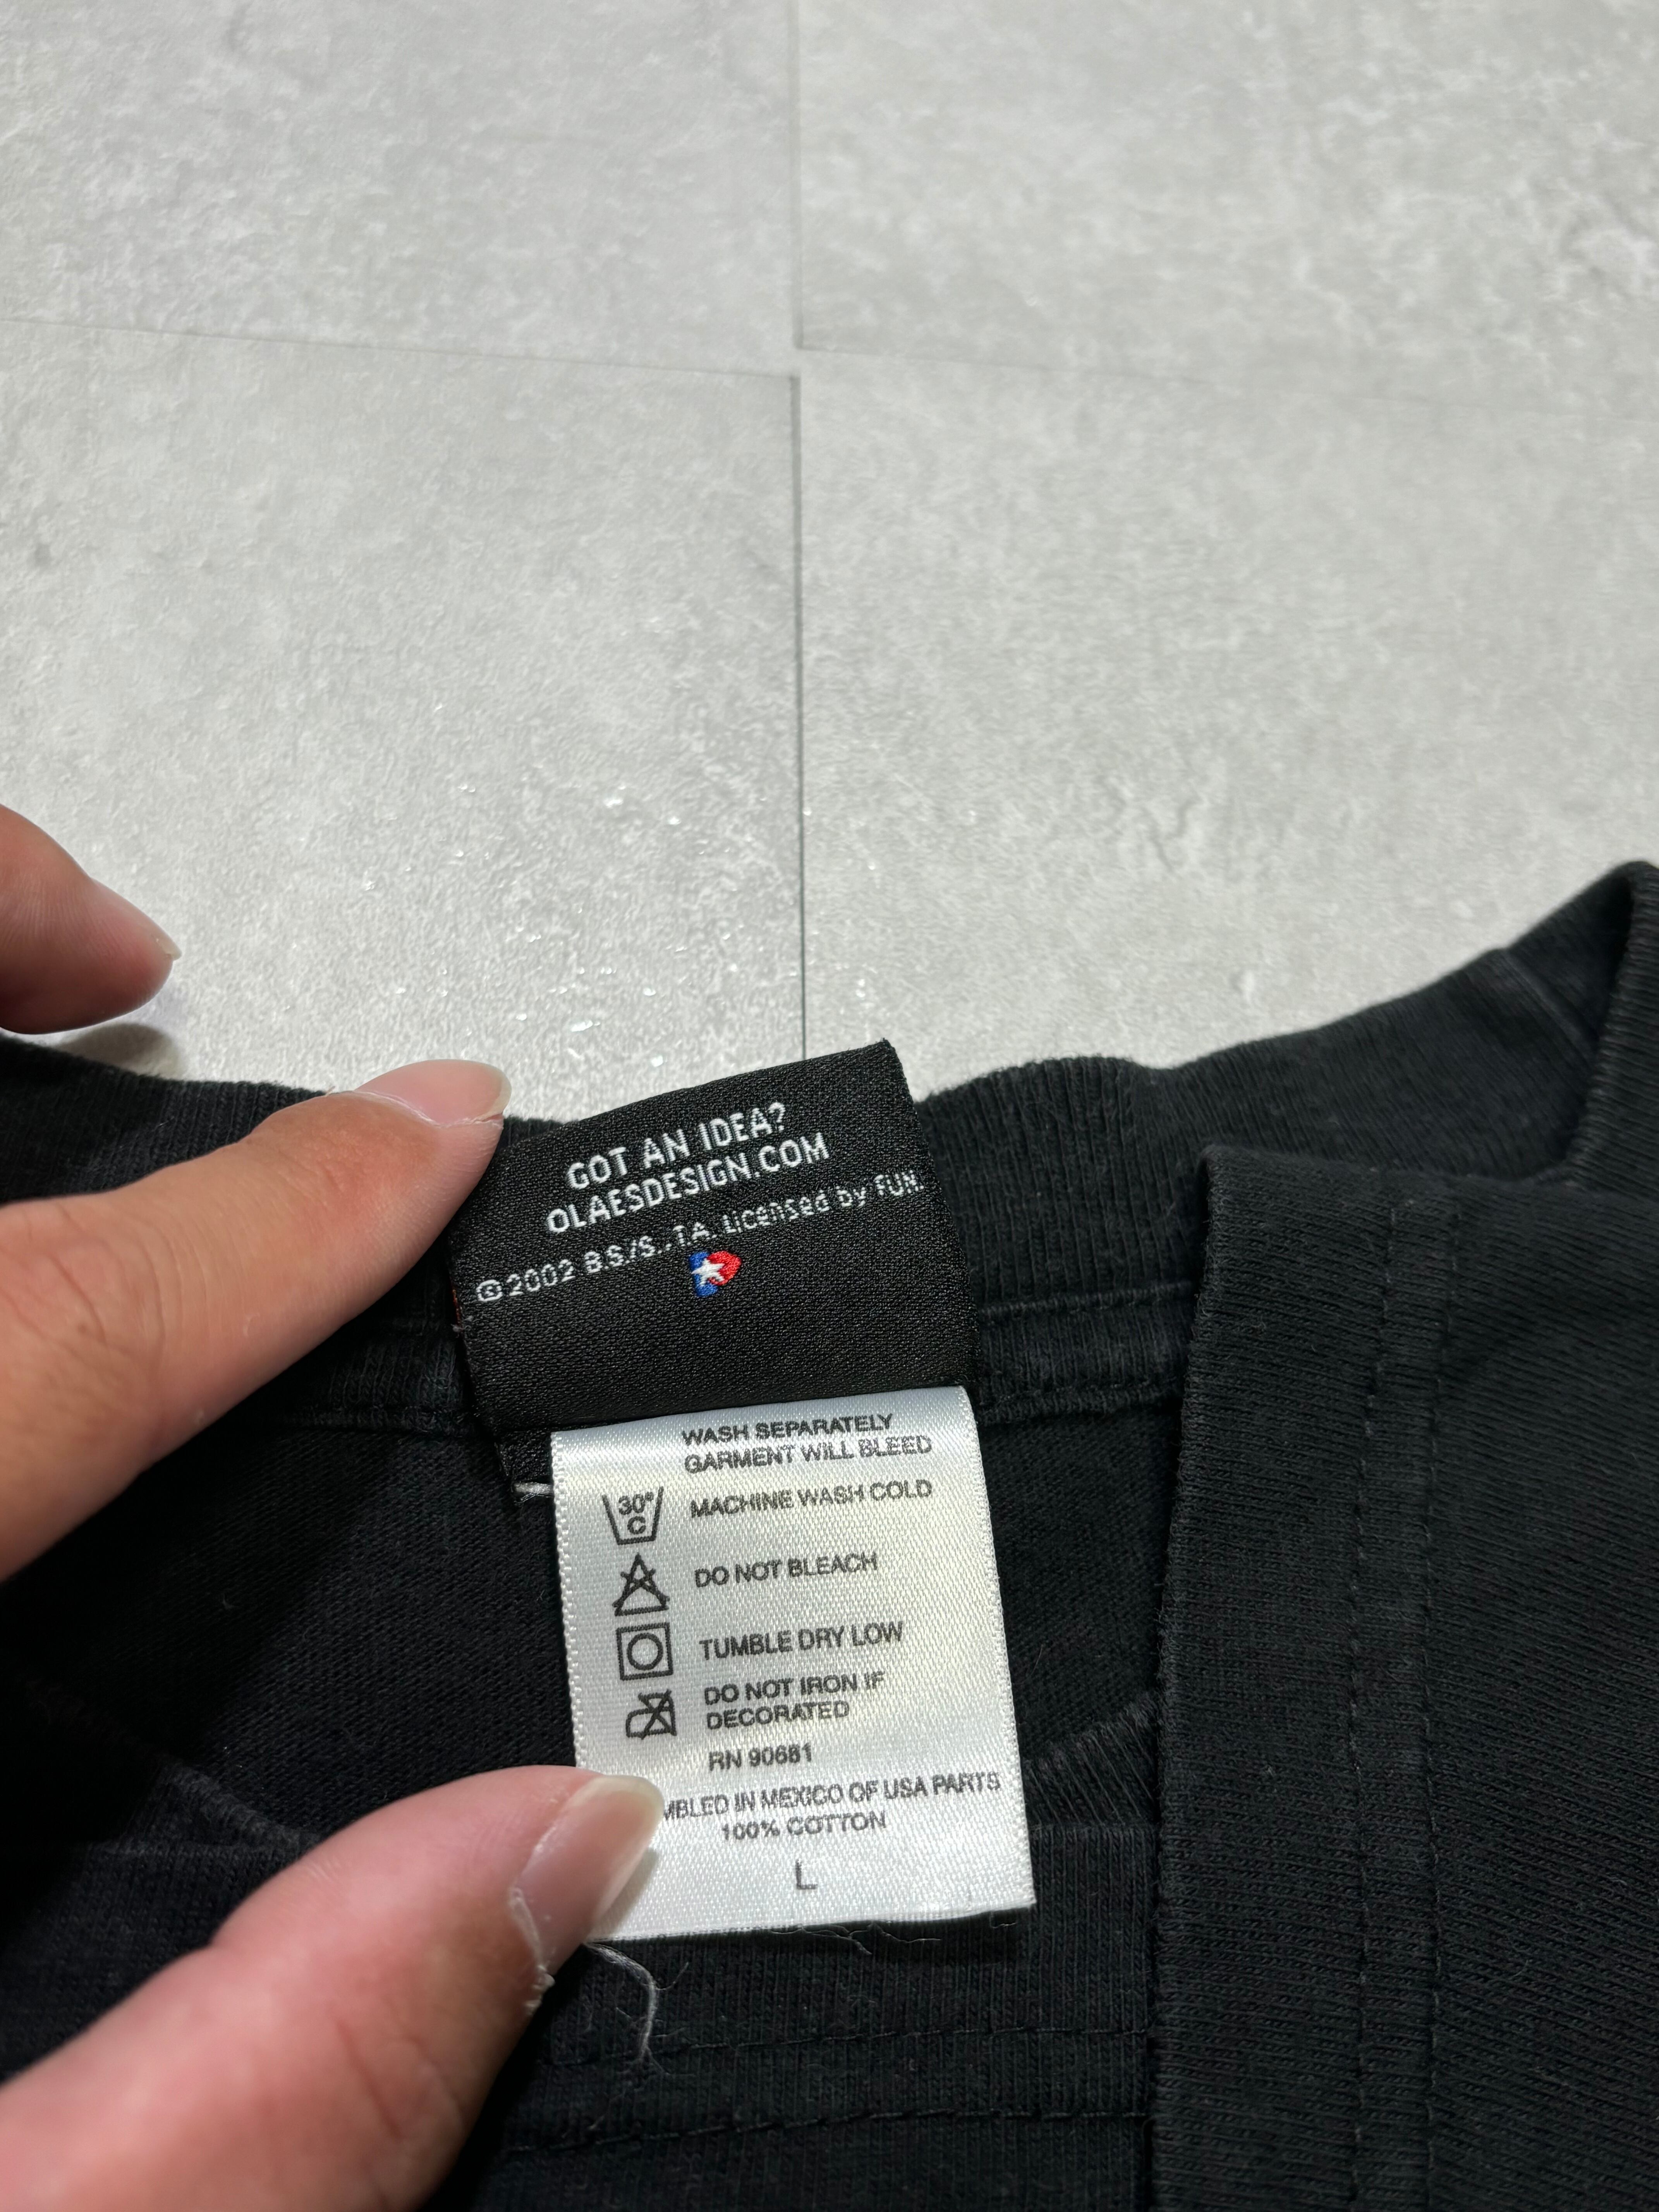 GOT AN IDEA?
OLAESDESIGN.COM
©2002 B.S./S.,T.A. Licensed by FUN.
WASH SEPARATELY
GARMENT WILL BLEED
30°
C
MACHINE WASH COLD
DO NOT BLEACH
TUMBLE DRY LOW
DO NOT IRON IF
DECORATED
RN 90681
MBLED IN MEXICO OF USA PARTS
100% COTTON
L